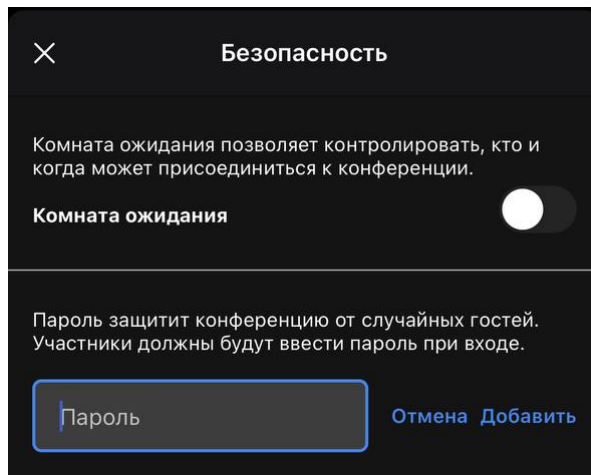 Безопасность
Комната ожидания позволяет контролировать, кто и
когда может присоединиться к конференции.
Комната ожидания
Пароль защитит конференцию от случайных гостей.
Участники должны будут ввести пароль при входе.
Пароль
Отмена Добавить